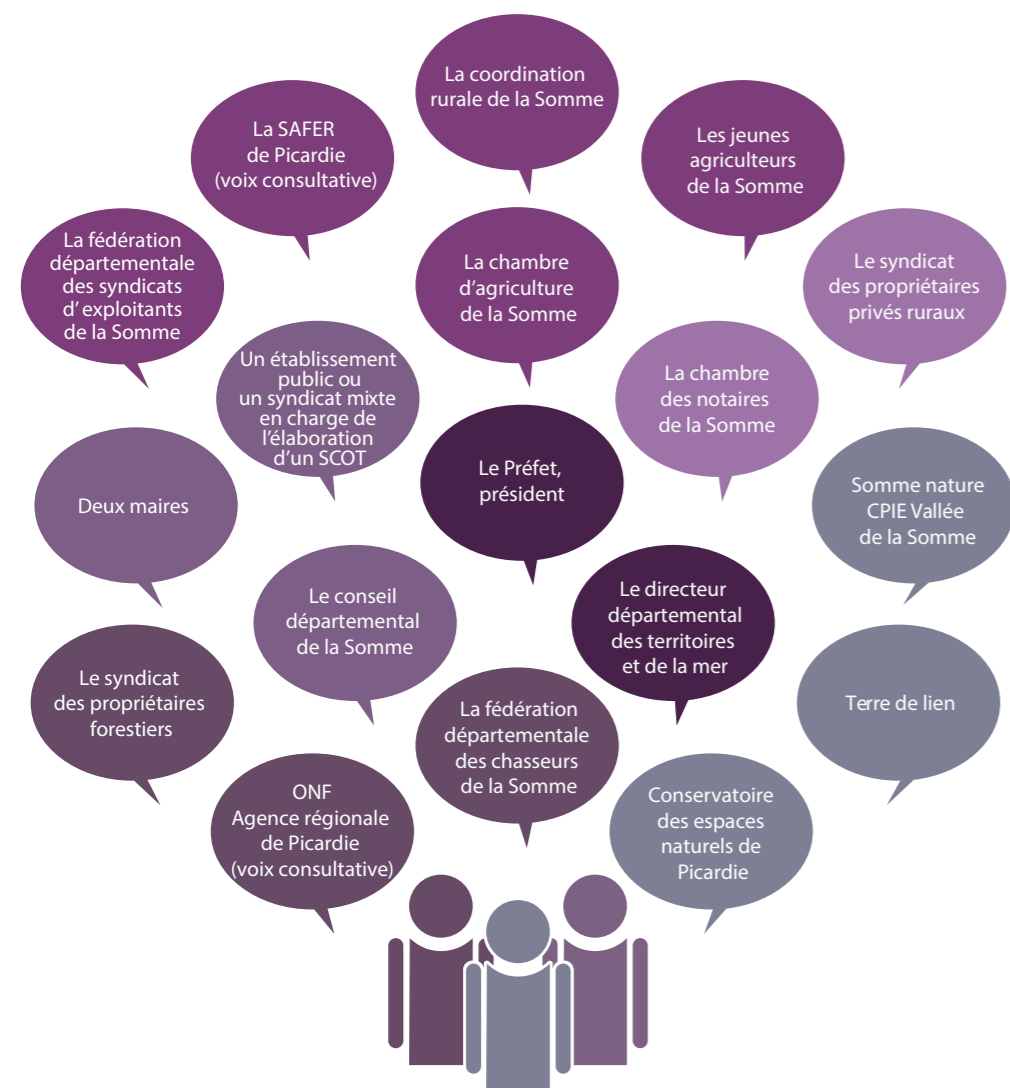 La coordination
rurale de la Somme
La SAFER
de Picardie
(voix consultative)
Les jeunes
agriculteurs
de la Somme
La fédération
départementale
des syndicats
d’exploitants
de la Somme
La chambre
d’agriculture
de la Somme
Le syndicat
des propriétaires
privés ruraux
Un établissement
public ou
un syndicat mixte
en charge de
l’élaboration
d’un SCOT
La chambre
des notaires
de la Somme
Le Préfet,
président
Deux maires
Somme nature
CPIE Vallée
de la Somme
Le conseil
départemental
de la Somme
Le directeur
départemental
des territoires
et de la mer
Le syndicat
des propriétaires
forestiers
La fédération
départementale
des chasseurs
de la Somme
Terre de lien
ONF
Agence régionale
de Picardie
(voix consultative)
Conservatoire
des espaces
naturels de
Picardie